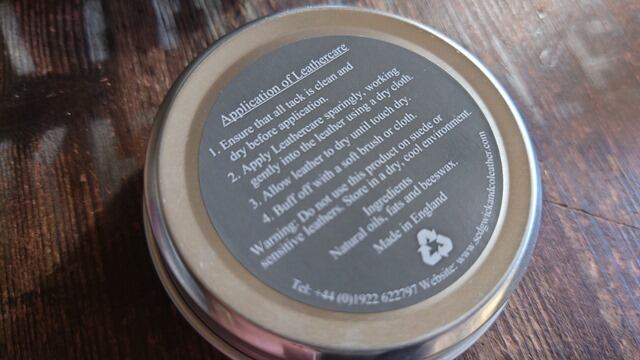 Application of Leathercare
1. Ensure that all tack is clean and
dry before application.
2. Apply Leathercare sparingly, working
gently into the leather using a dry cloth.
3. Allow leather to dry until touch dry.
4. Buff off with a soft brush or cloth.
Warning: Do not use this product on suede or
sensitive leathers. Store in a dry, cool environment.
Ingredients
Natural oils, fats and beeswax.
Made in England
Tel: +44 (0)1922 622797 Website: www.sedgwickandcoleather.com